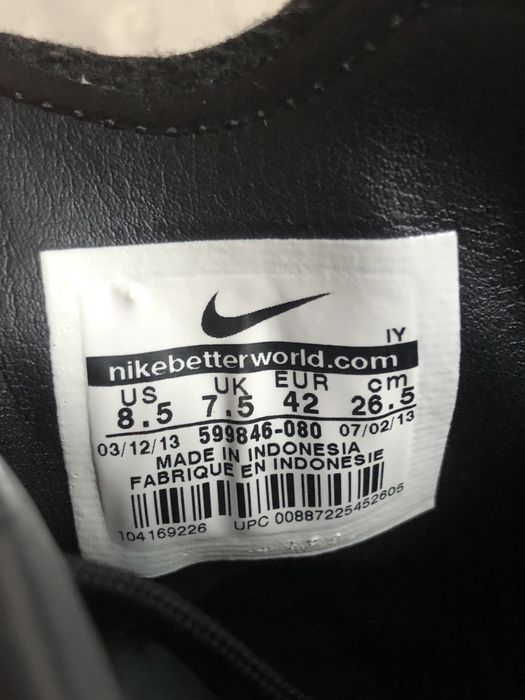 IY
nikebetterworld.com
US UK EUR cm
8.5 7.5 42 26.5
03/12/13 599846-080 07/02/13
MADE IN INDONESIA
FABRIQUE EN INDONESIE
104169226 UPC 00887225452605